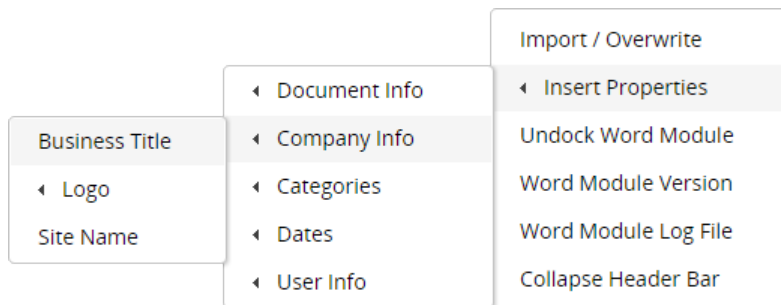 Import / Overwrite
Insert Properties
Undock Word Module
Word Module Version
Word Module Log File
Collapse Header Bar
Document Info
Company Info
Categories
Dates
User Info
Business Title
Logo
Site Name